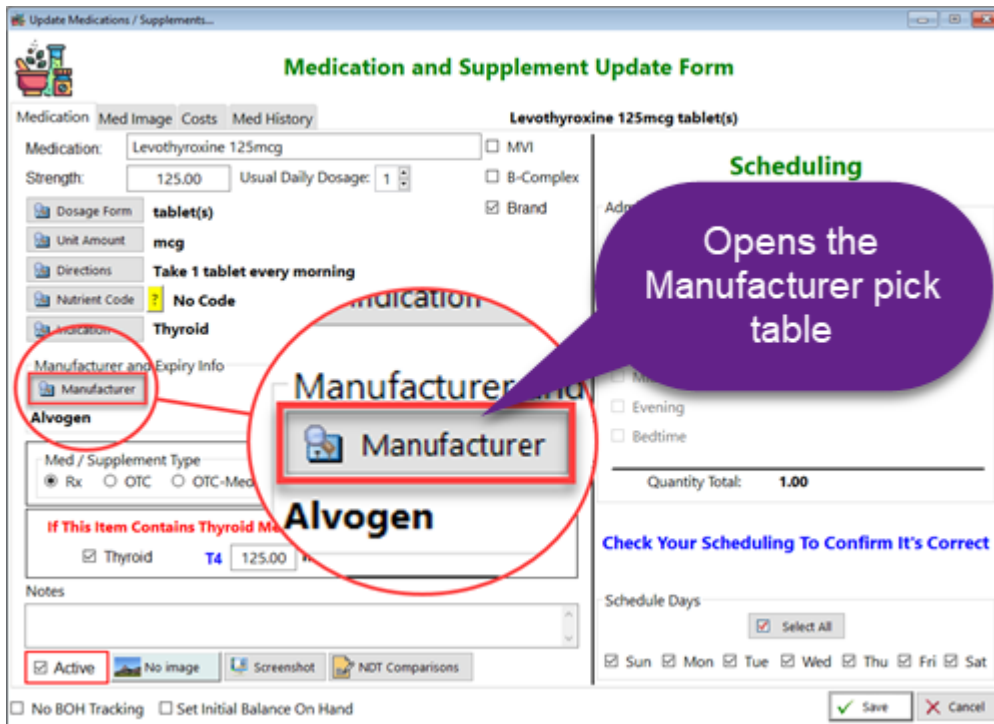 Update Medications / Supplements...
Medication and Supplement Update Form
Medication Med Image Costs Med History
Levothyroxine 125mcg tablet(s)
Medication: Levothyroxine 125mcg
MVI
Strength: 125.00 Usual Daily Dosage: 1
B-Complex
Brand
Dosage Form tablet(s)
Unit Amount mcg
Directions Take 1 tablet every morning
Nutrient Code ? No Code
Indication Thyroid
Manufacturer and Expiry Info
Manufacturer
Alvogen
Med / Supplement Type
Rx OTC OTC-Med
If This Item Contains Thyroid
Thyroid T4 125.00
Notes
Active No image Screenshot NDT Comparisons
No BOH Tracking Set Initial Balance On Hand
Indication
Manufacturer and
Manufacturer
Alvogen
Opens the
Manufacturer pick
table
Scheduling
Evening
Bedtime
Quantity Total: 1.00
Check Your Scheduling To Confirm It's Correct
Schedule Days
Select All
Sun Mon Tue Wed Thu Fri Sat
Save Cancel